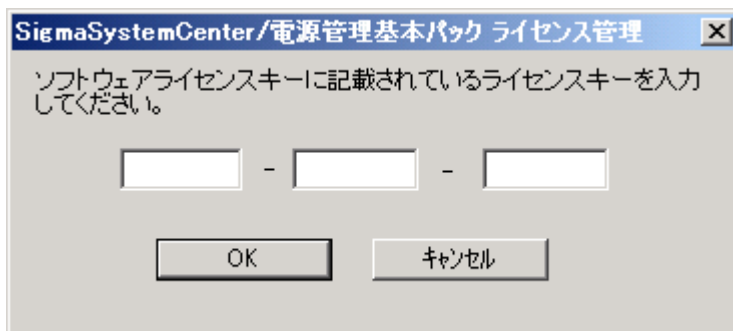 SigmaSystemCenter/電源管理基本パック ライセンス管理
ソフトウェアライセンスキーに記載されているライセンスキーを入力
してください。
- -
OK キャンセル